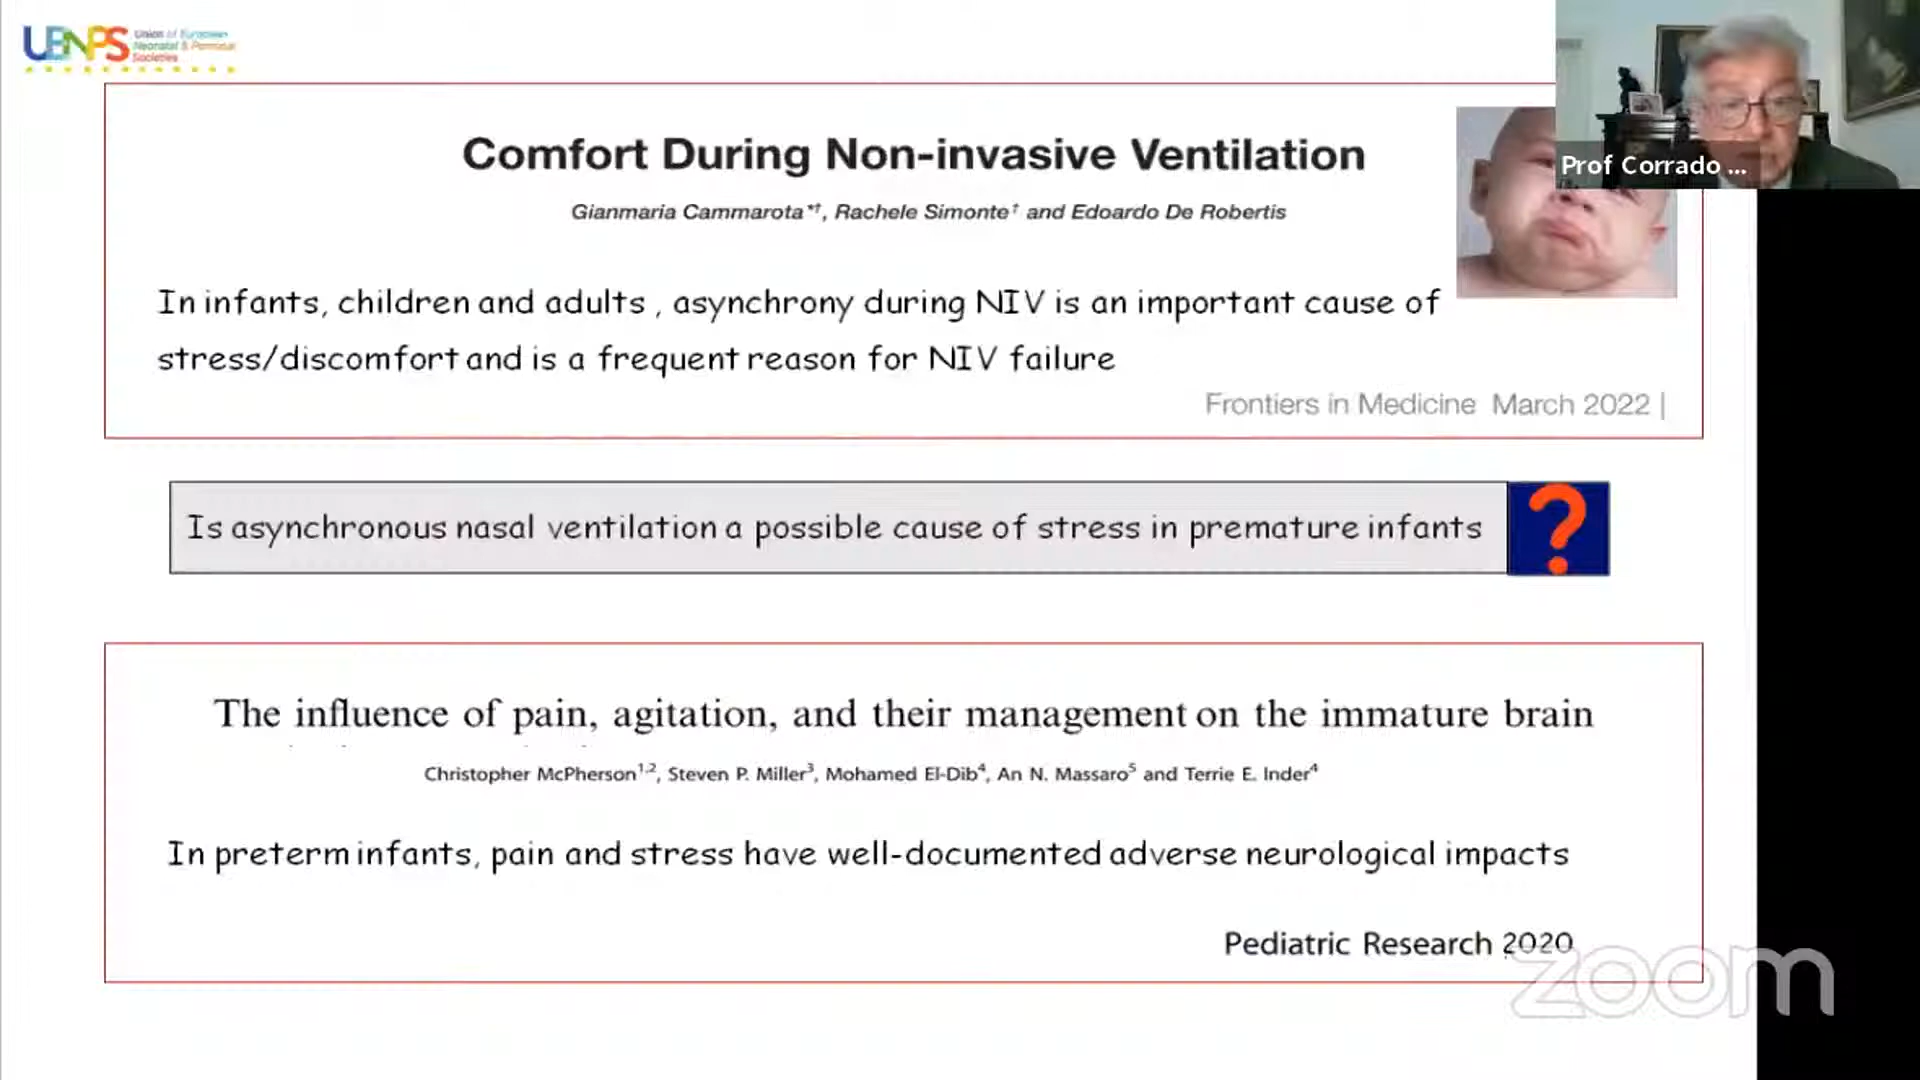 UENPS
Union of European
Neonatal & Perinatal
Societies
Prof Corrado ...
Comfort During Non-invasive Ventilation
Gianmaria Cammarota*†, Rachele Simonte† and Edoardo De Robertis
In infants, children and adults , asynchrony during NIV is an important cause of
stress/discomfort and is a frequent reason for NIV failure
Frontiers in Medicine March 2022 |
Is asynchronous nasal ventilation a possible cause of stress in premature infants ?
The influence of pain, agitation, and their management on the immature brain
Christopher McPherson1,2, Steven P. Miller3, Mohamed El-Dib4, An N. Massaro5 and Terrie E. Inder4
In preterm infants, pain and stress have well-documented adverse neurological impacts
Pediatric Research 2020
zoom